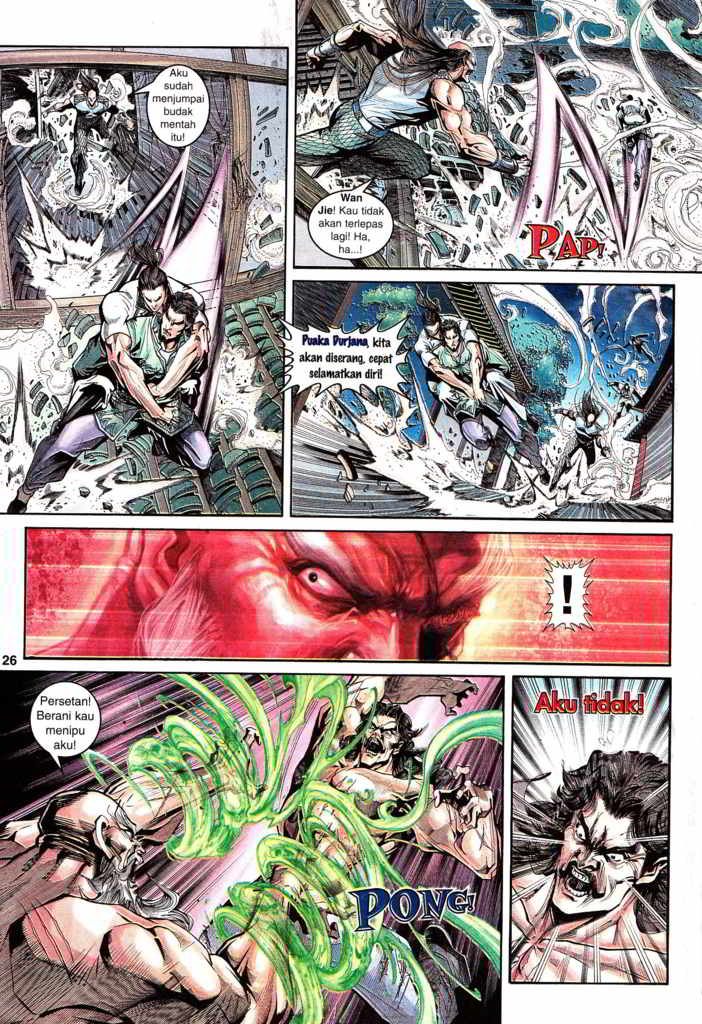 Aku
sudah
menjumpai
budak
mentah
itu!
Wan
Jie! Kau tidak
akan terlepas
lagi! Ha,
ha...!
PAP!
Puaka Durjana, kita
akan diserang, cepat
selamatkan diri!
!
26
Persetan!
Berani kau
menipu
aku!
PONG!
Aku tidak!